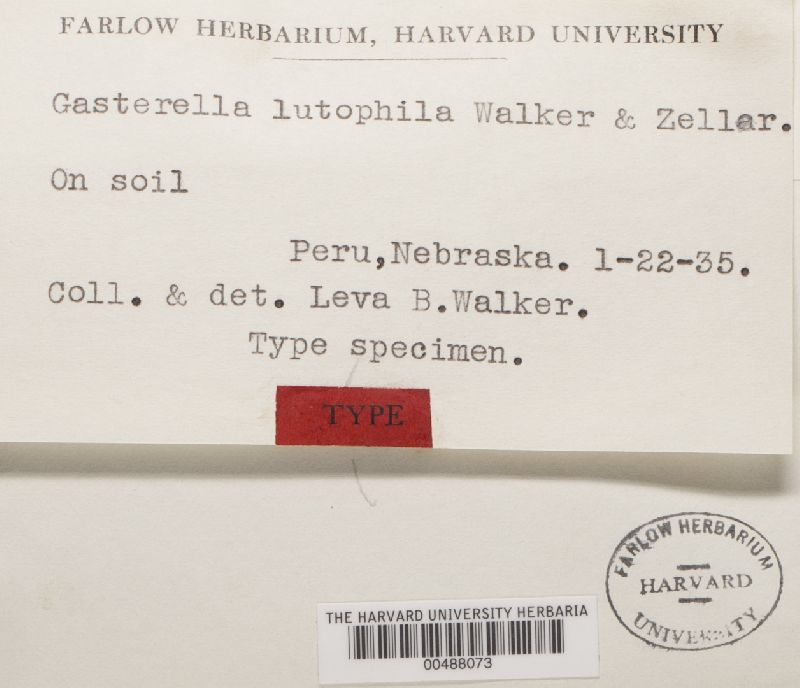 FARLOW HERBARIUM, HARVARD UNIVERSITY
Gasterella lutophila Walker & Zellar.
On soil
Peru,Nebraska. 1-22-35.
Coll. & det. Leva B.Walker.
Type specimen.
TYPE
FARLOW HERBARIUM
HARVARD
UNIVERSITY
THE HARVARD UNIVERSITY HERBARIA
00488073